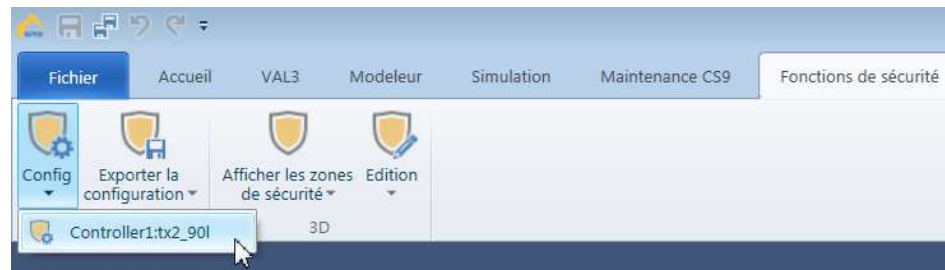 Fichier Accueil VAL3 Modeleur Simulation Maintenance CS9 Fonctions de sécurité
Config Exporter la configuration Afficher les zones de sécurité Edition
Controller1:tx2_90l 3D